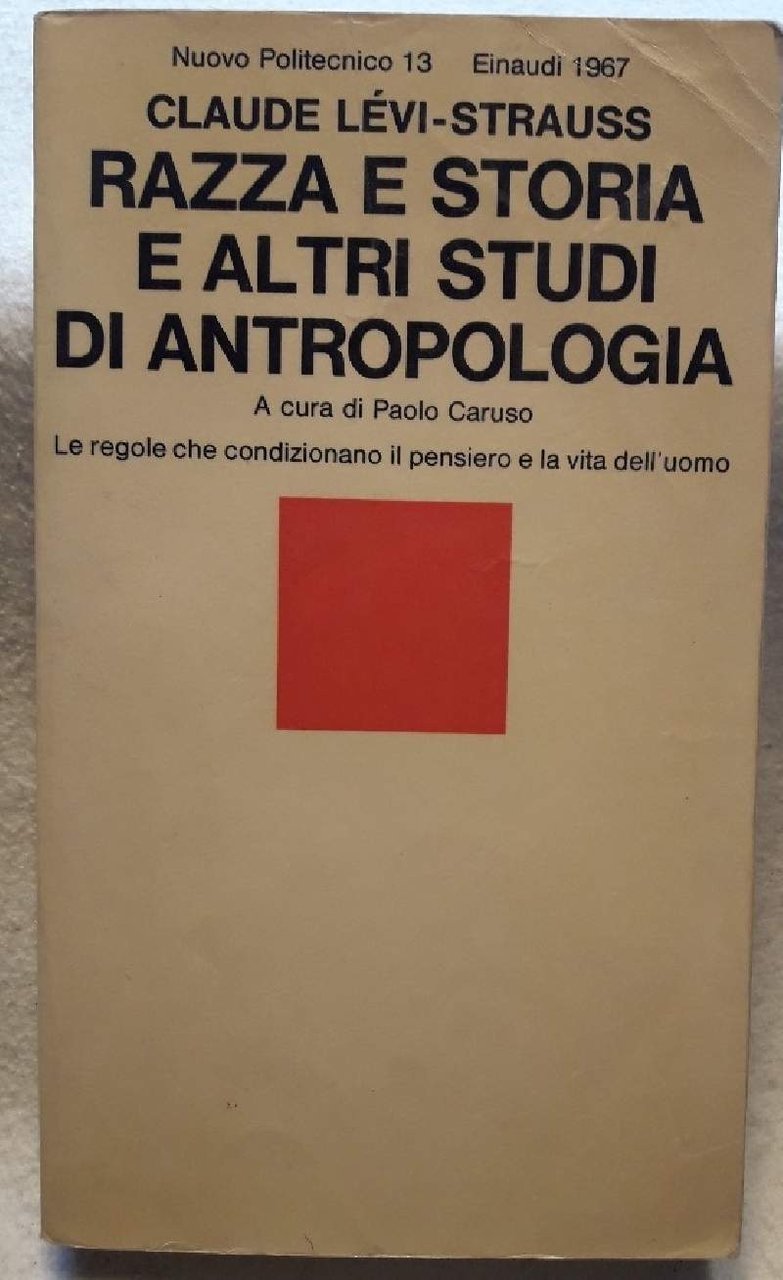 Nuovo Politecnico 13 Einaudi 1967
CLAUDE LÉVI-STRAUSS
RAZZA E STORIA
E ALTRI STUDI
DI ANTROPOLOGIA
A cura di Paolo Caruso
Le regole che condizionano il pensiero e la vita dell'uomo